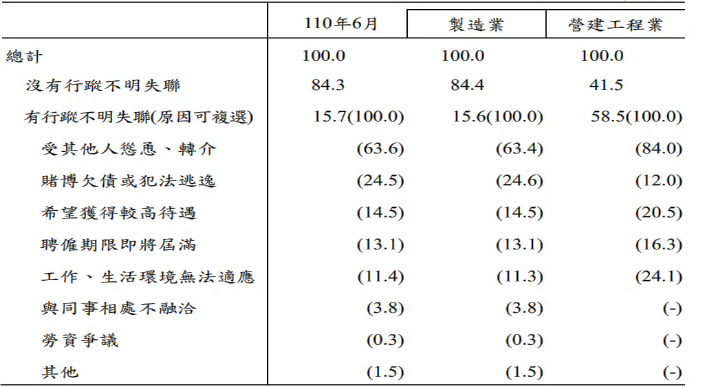 110年6月 製造業 營建工程業
總計 100.0 100.0 100.0
沒有行蹤不明失聯 84.3 84.4 41.5
有行蹤不明失聯(原因可複選) 15.7(100.0) 15.6(100.0) 58.5(100.0)
受其他人慫恿、轉介 (63.6) (63.4) (84.0)
賭博欠債或犯法逃逸 (24.5) (24.6) (12.0)
希望獲得較高待遇 (14.5) (14.5) (20.5)
聘僱期限即將屆滿 (13.1) (13.1) (16.3)
工作、生活環境無法適應 (11.4) (11.3) (24.1)
與同事相處不融洽 (3.8) (3.8) (-)
勞資爭議 (0.3) (0.3) (-)
其他 (1.5) (1.5) (-)